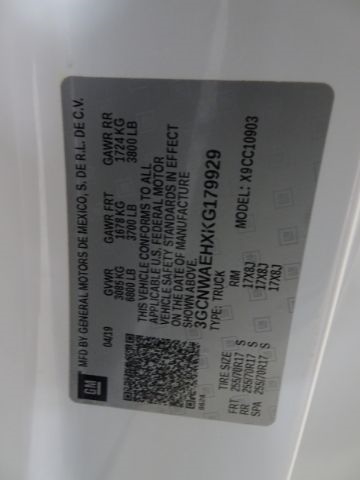 MFD BY GENERAL MOTORS DE MEXICO, S. DE R.L. DE C.V.
04/19 GVWR GAWR FRT GAWR RR
3085 KG 1678 KG 1724 KG
6800 LB 3700 LB 3800 LB
THIS VEHICLE CONFORMS TO ALL
APPLICABLE U.S. FEDERAL MOTOR
VEHICLE SAFETY STANDARDS IN EFFECT
ON THE DATE OF MANUFACTURE
SHOWN ABOVE.
3GCNWAEHXKG179929
TYPE: TRUCK MODEL: X9CC10903
TIRE SIZE RIM
FRT 255/70R17 S 17X8J
RR 255/70R17 S 17X8J
SPA 255/70R17 S 17X8J
GM